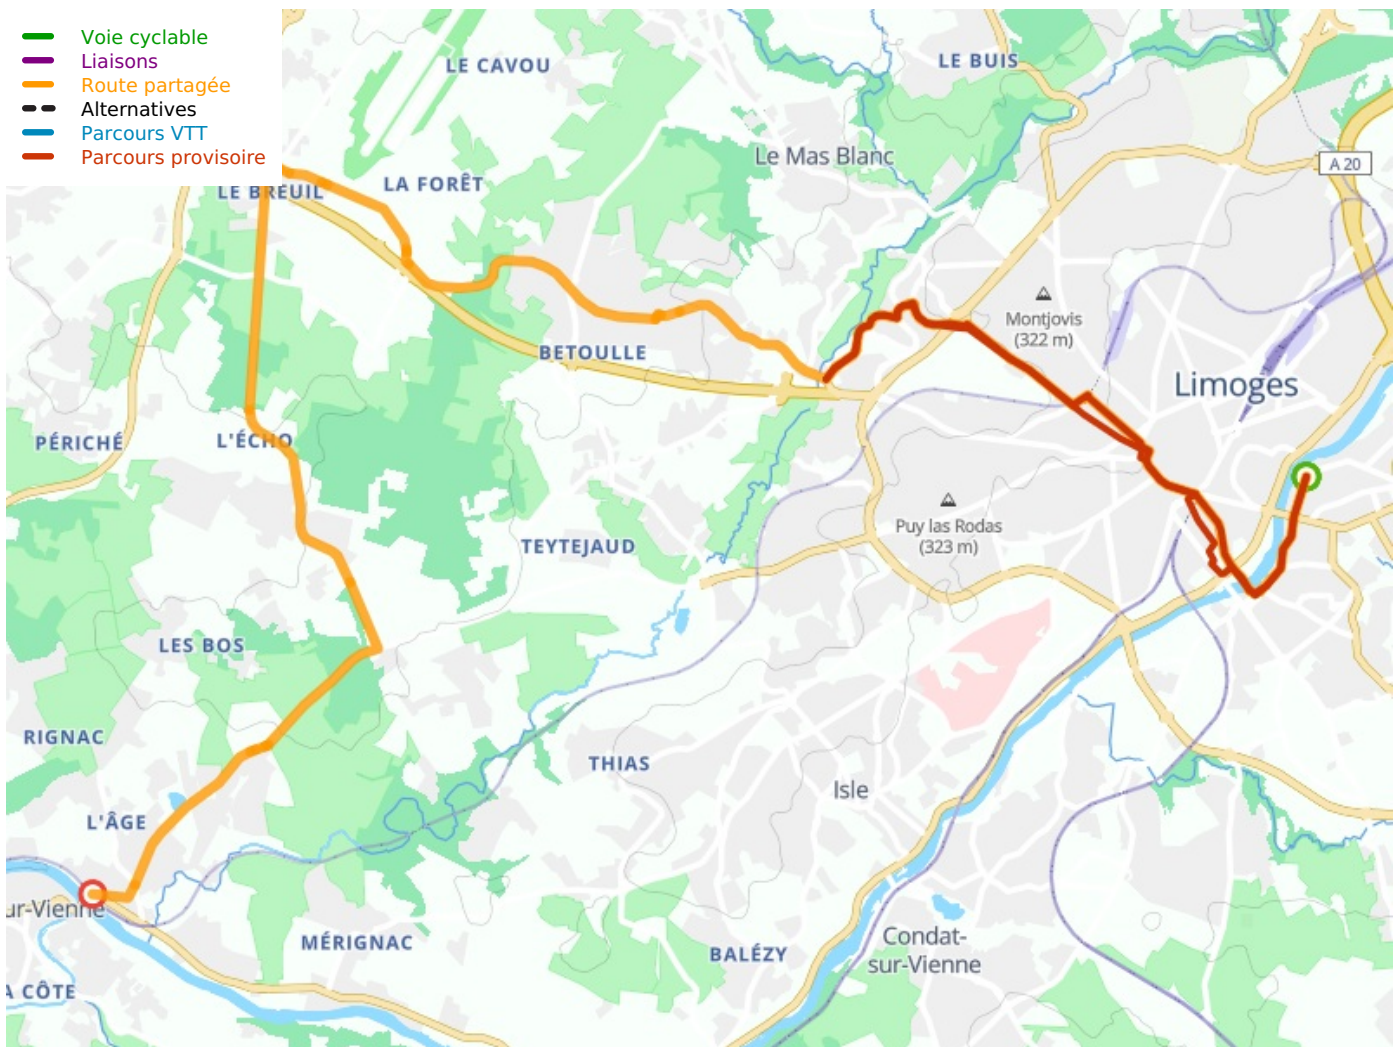 Voie cyclable
Liaisons
Route partagée
Alternatives
Parcours VTT
Parcours provisoire
LE CAVOU
LE BUIS
Le Mas Blanc
A 20
LA FORÊT
LE BREUIL
Montjovis
(322 m)
BETOULLE
Limoges
PÉRICHÉ
L'ÉCHO
Puy las Rodas
(323 m)
TEYTEJAUD
LES BOS
RIGNAC
THIAS
Isle
L'ÂGE
ur-Vienne
MÉRIGNAC
BALÉZY
Condat-
sur-Vienne
A CÔTE